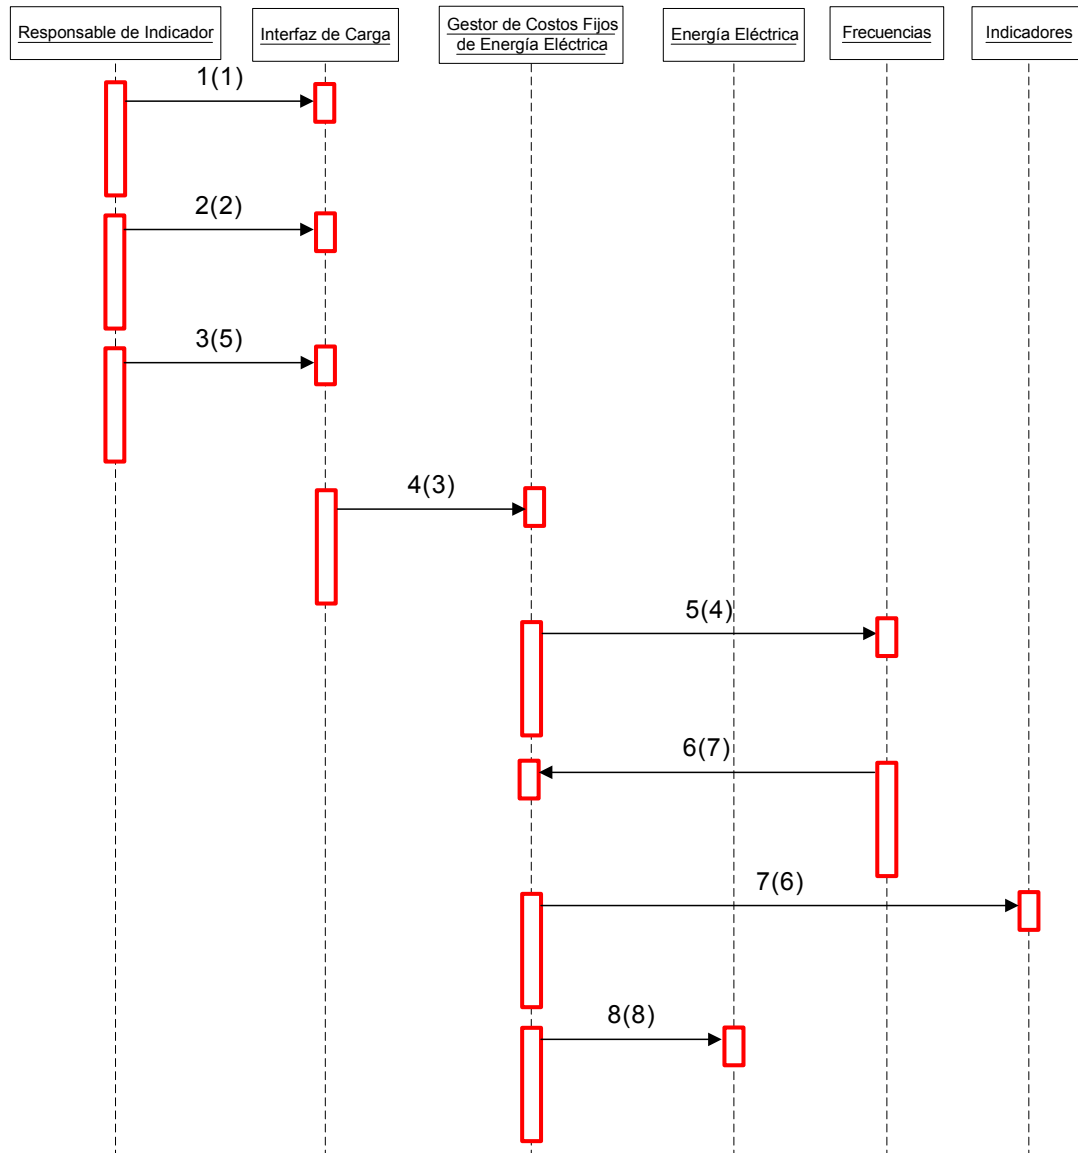 Responsable de Indicador
Interfaz de Carga
Gestor de Costos Fijos
de Energía Eléctrica
Energía Eléctrica
Frecuencias
Indicadores
1(1)
2(2)
3(5)
4(3)
5(4)
6(7)
7(6)
8(8)